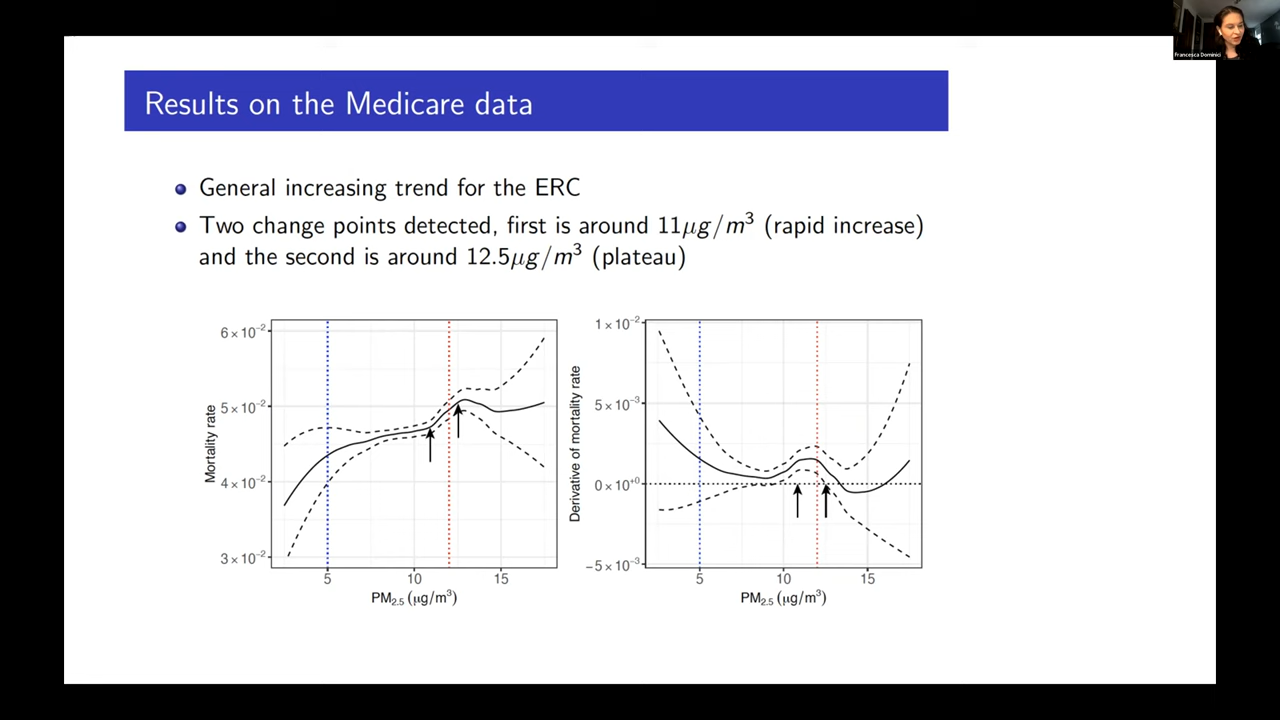 Francesca Dominici
Results on the Medicare data
General increasing trend for the ERC
Two change points detected, first is around 11μg/m³ (rapid increase)
and the second is around 12.5μg/m³ (plateau)
6×10⁻²
5×10⁻²
4×10⁻²
3×10⁻²
Mortality rate
5 10 15
PM₂.₅ (μg/m³)
1×10⁻²
5×10⁻³
0×10⁺⁰
−5×10⁻³
Derivative of mortality rate
5 10 15
PM₂.₅ (μg/m³)